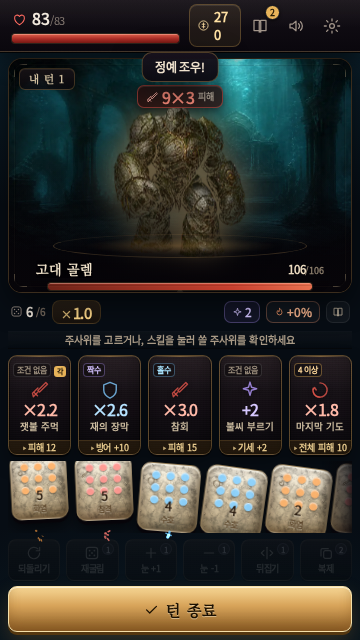 83/83
27
0
2
내 턴 1
정예 조우!
9×3 피해
고대 골렘
106/106
6 /6
×1.0
2
+0%
주사위를 고르거나, 스킬을 눌러 쓸 주사위를 확인하세요
조건 없음 각
×2.2
잿불 주먹
▸피해 12
짝수
×2.6
재의 장막
▸방어 +10
홀수
×3.0
참회
▸피해 15
조건 없음
+2
불씨 부르기
▸기세 +2
4 이상
×1.8
마지막 기도
▸전체 피해 10
5
5
4
4
2
되돌리기
재굴림 1
눈 +1 1
눈 -1 1
뒤집기 1
복제 2
턴 종료